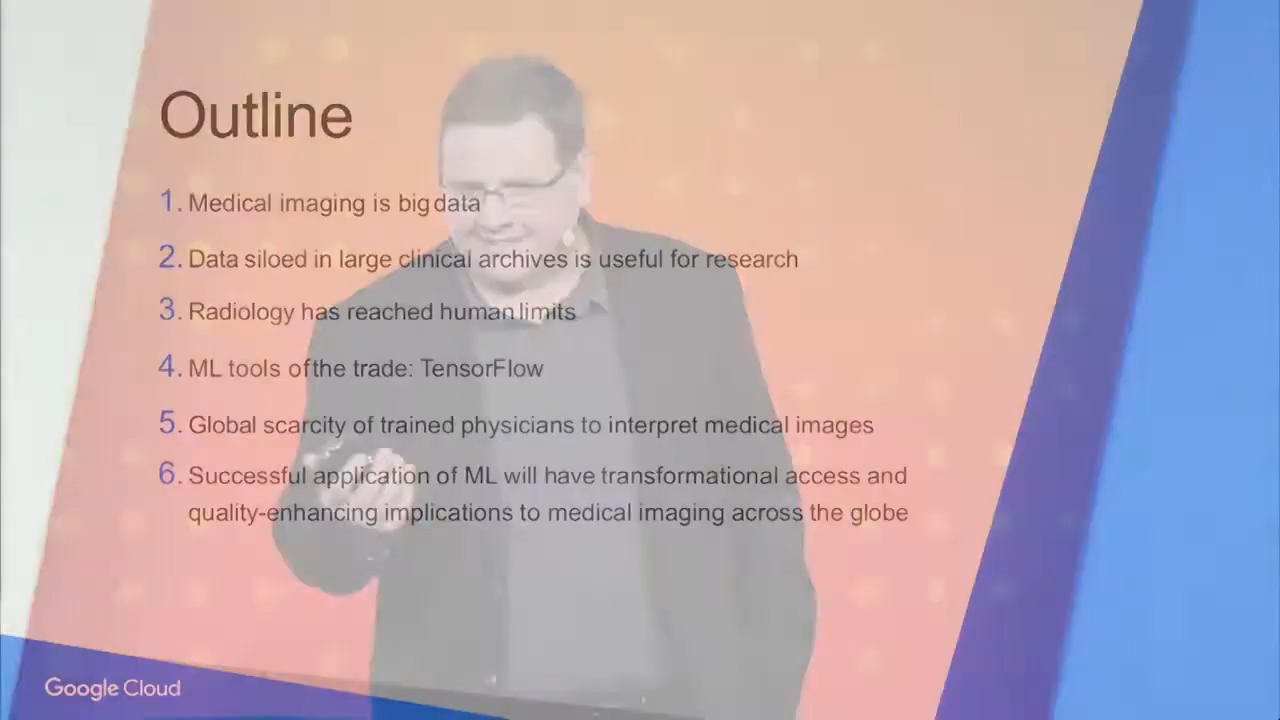 Outline
1. Medical imaging is big data
2. Data siloed in large clinical archives is useful for research
3. Radiology has reached human limits
4. ML tools of the trade: TensorFlow
5. Global scarcity of trained physicians to interpret medical images
6. Successful application of ML will have transformational access and
quality-enhancing implications to medical imaging across the globe
Google Cloud